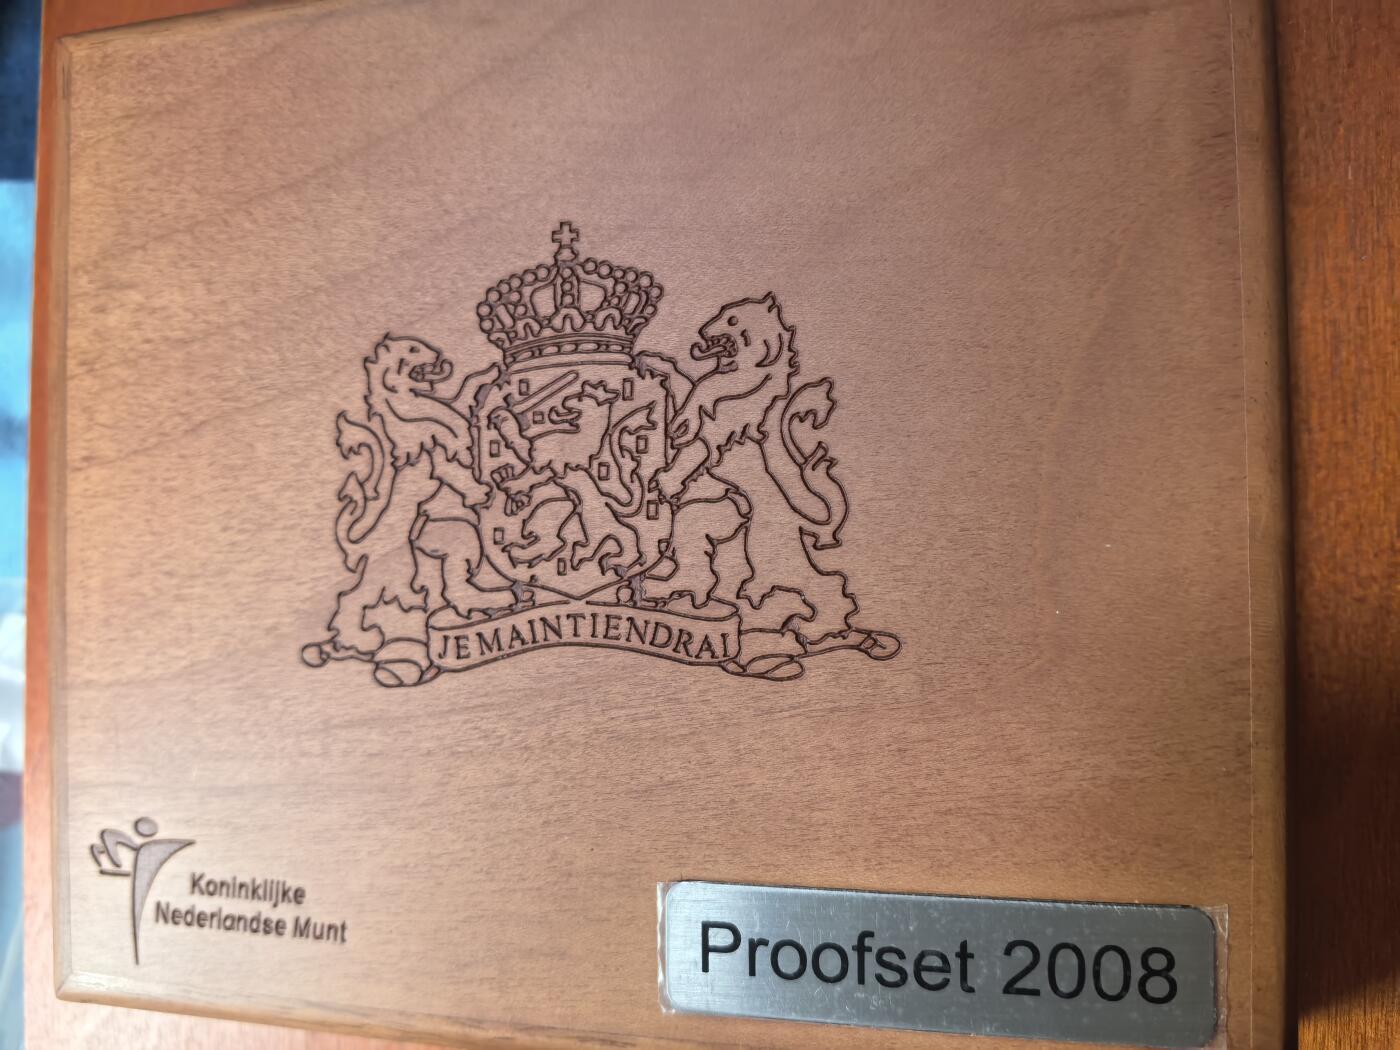 JE MAINTIENDRAI
Koninklijke
Nederlandse Munt
Proofset 2008